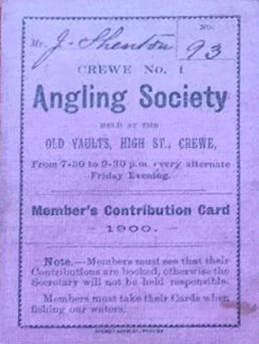 No.
Mr. J. Shenton 93
CREWE No. 1
Angling Society
HELD AT THE
OLD VAULTS, HIGH ST., CREWE,
From 7-30 to 9-30 p.m. every alternate
Friday Evening.
Member's Contribution Card
- 1900. -
Note.—Members must see that their
Contributions are booked, otherwise the
Secretary will not be held responsible.
Members must take their Cards when
fishing our waters.